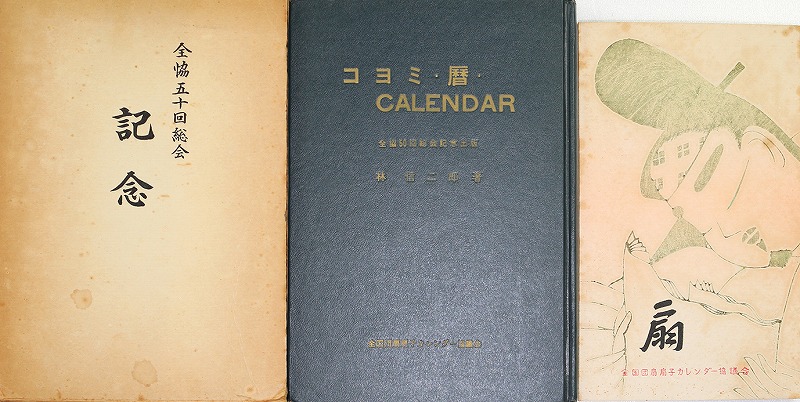 全協五十回総会
記念
コヨミ・暦・
CALENDAR
全協50回総会記念出版
林信二郎著
全国団扇扇子カレンダー協議会
扇
全国団扇扇子カレンダー協議会